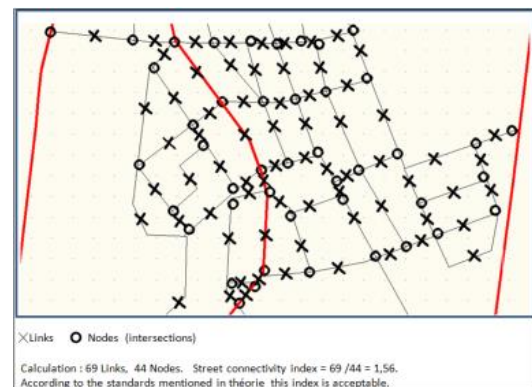 Links Nodes (intersections)
Calculation : 69 Links, 44 Nodes. Street connectivity index = 69 /44 = 1,56.
According to the standards mentioned in théorie this index is acceptable.